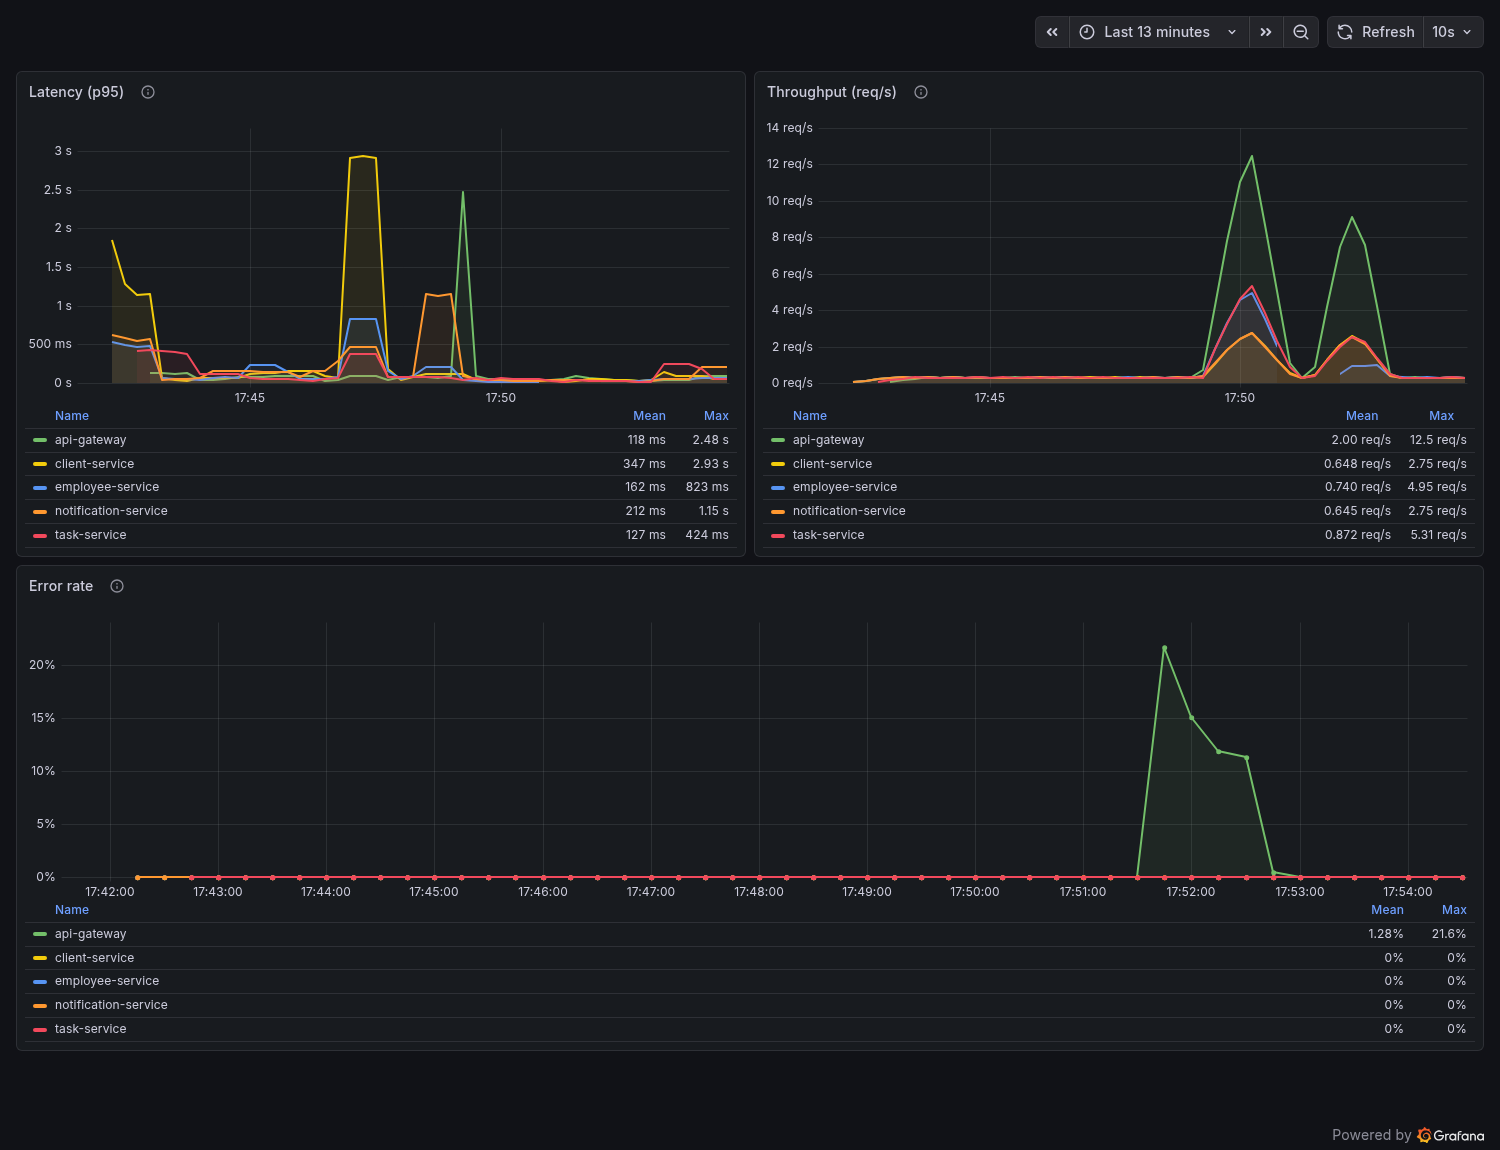 Last 13 minutes Refresh 10s
Latency (p95)
3 s
2.5 s
2 s
1.5 s
1 s
500 ms
0 s
17:45 17:50
Name Mean Max
api-gateway 118 ms 2.48 s
client-service 347 ms 2.93 s
employee-service 162 ms 823 ms
notification-service 212 ms 1.15 s
task-service 127 ms 424 ms
Throughput (req/s)
14 req/s
12 req/s
10 req/s
8 req/s
6 req/s
4 req/s
2 req/s
0 req/s
17:45 17:50
Name Mean Max
api-gateway 2.00 req/s 12.5 req/s
client-service 0.648 req/s 2.75 req/s
employee-service 0.740 req/s 4.95 req/s
notification-service 0.645 req/s 2.75 req/s
task-service 0.872 req/s 5.31 req/s
Error rate
20%
15%
10%
5%
0%
17:42:00 17:43:00 17:44:00 17:45:00 17:46:00 17:47:00 17:48:00 17:49:00 17:50:00 17:51:00 17:52:00 17:53:00 17:54:00
Name Mean Max
api-gateway 1.28% 21.6%
client-service 0% 0%
employee-service 0% 0%
notification-service 0% 0%
task-service 0% 0%
Powered by Grafana